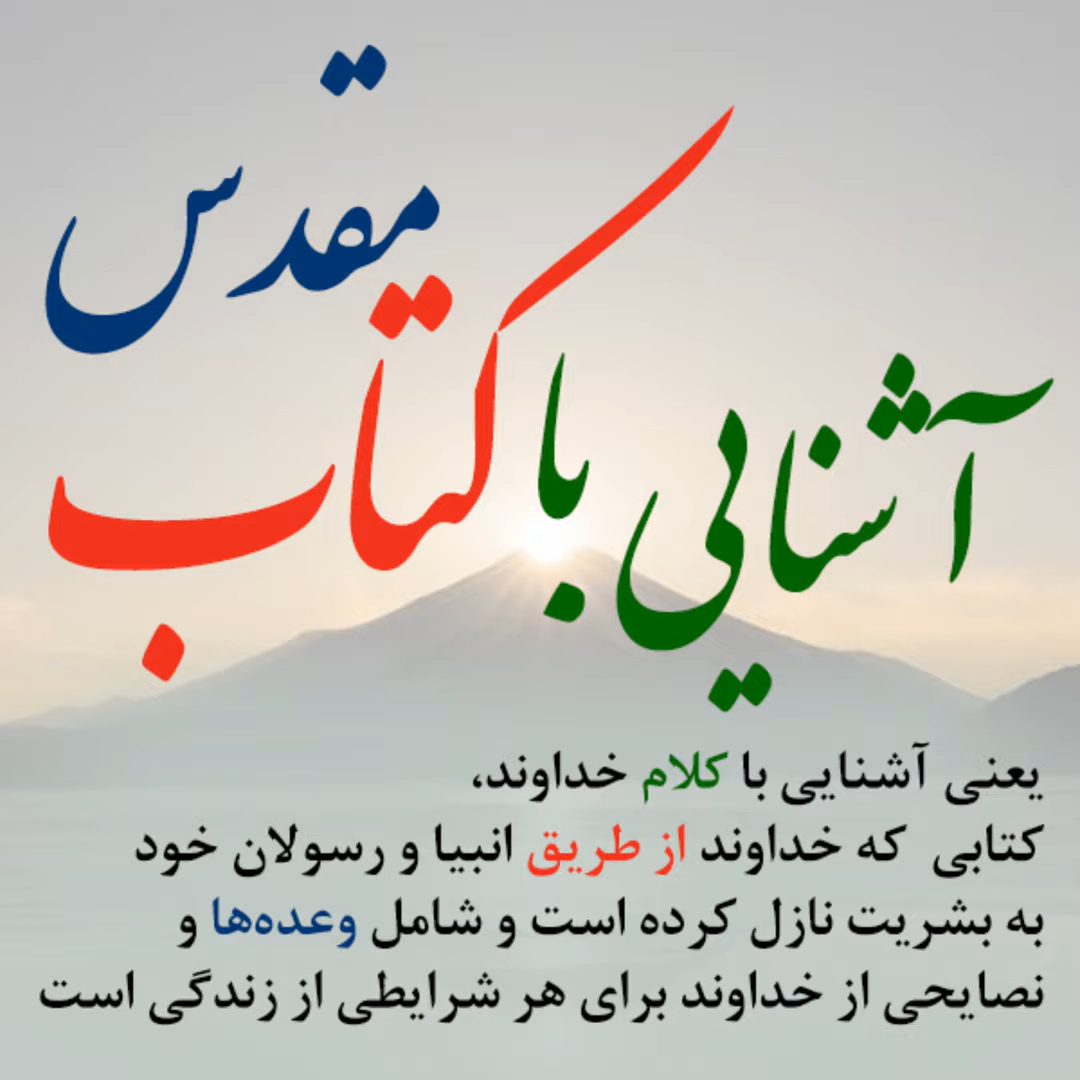 آشنایی با کتاب مقدس
یعنی آشنایی با کلام خداوند،
کتابی که خداوند از طریق انبیا و رسولان خود
به بشریت نازل کرده است و شامل وعده‌ها و
نصایحی از خداوند برای هر شرایطی از زندگی است